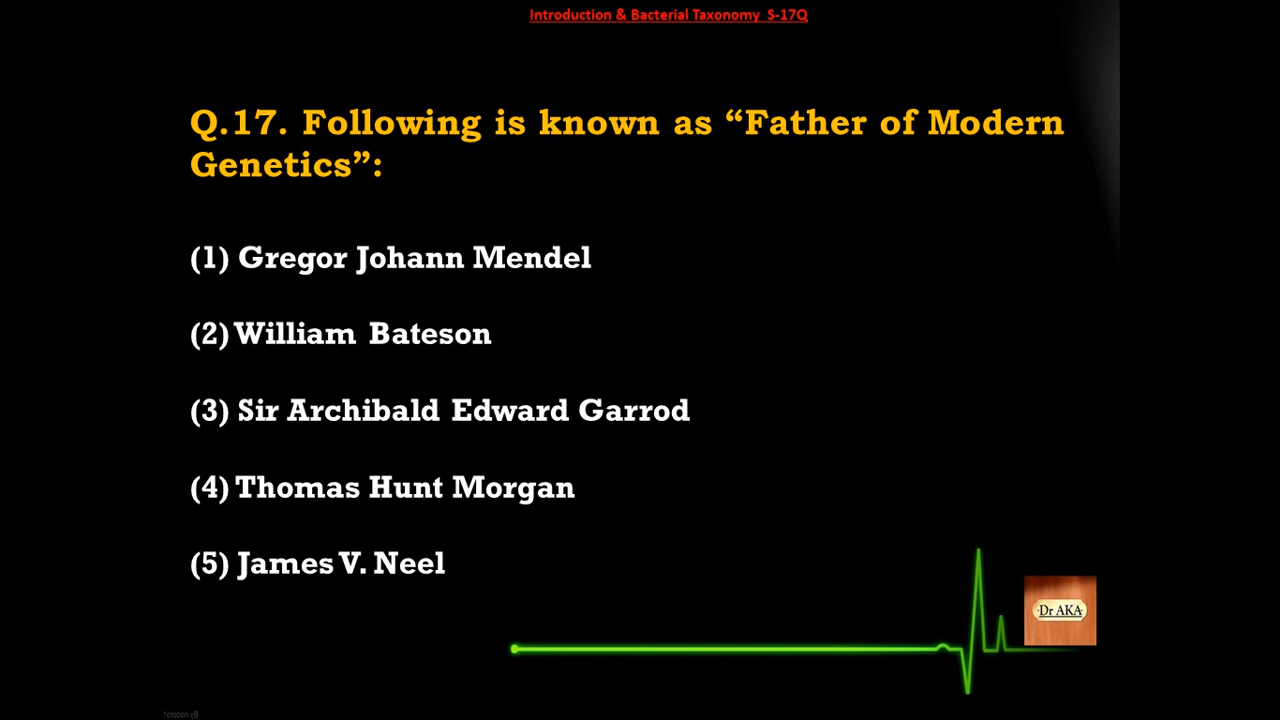 Introduction & Bacterial Taxonomy S-17Q
Q.17. Following is known as “Father of Modern
Genetics”:
(1) Gregor Johann Mendel
(2) William Bateson
(3) Sir Archibald Edward Garrod
(4) Thomas Hunt Morgan
(5) James V. Neel
Dr AKA